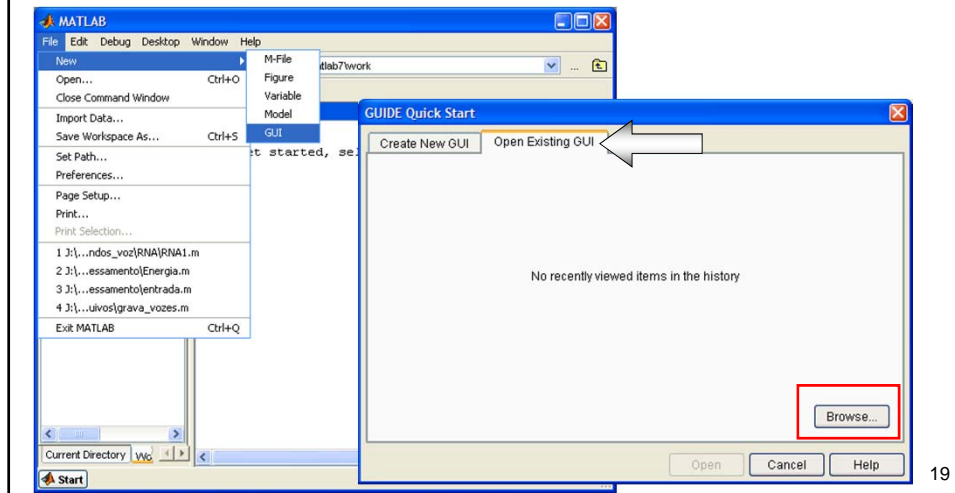 MATLAB
File Edit Debug Desktop Window Help
New
Open... Ctrl+O
Close Command Window
Import Data...
Save Workspace As... Ctrl+S
Set Path...
Preferences...
Page Setup...
Print...
Print Selection...
1 J:\...ndos_voz\RNA\RNA1.m
2 J:\...essamento\Energia.m
3 J:\...essamento\entrada.m
4 J:\...uivos\grava_vozes.m
Exit MATLAB Ctrl+Q
M-File
Figure
Variable
Model
GUI
tlab7\work ...
t started, sel
Current Directory
Start
GUIDE Quick Start
Create New GUI Open Existing GUI
No recently viewed items in the history
Browse...
Open Cancel Help
19